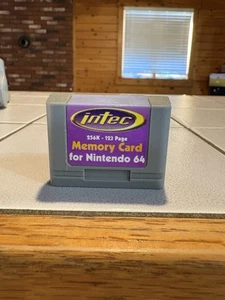 intec
256K - 123 Page
Memory Card
for Nintendo 64